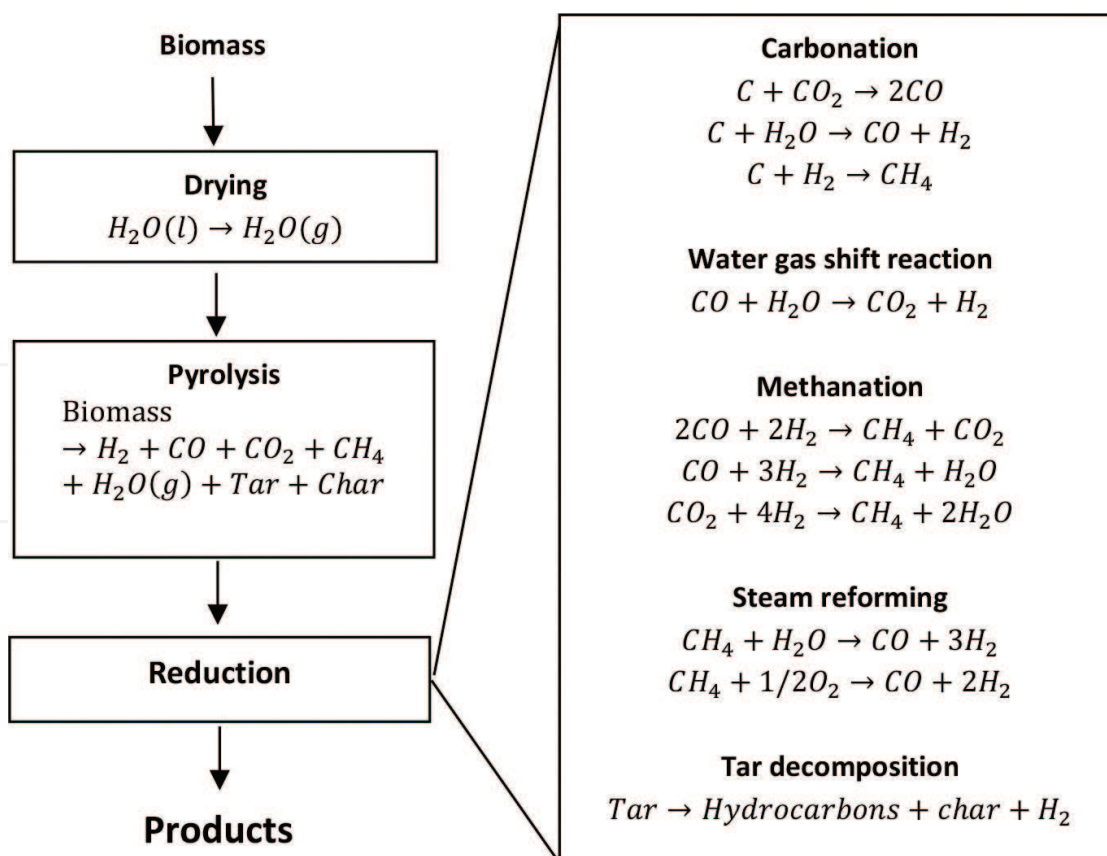 Biomass
Drying
H₂O(l) → H₂O(g)
Pyrolysis
Biomass
→ H₂ + CO + CO₂ + CH₄
+ H₂O(g) + Tar + Char
Reduction
Products
Carbonation
C + CO₂ → 2CO
C + H₂O → CO + H₂
C + H₂ → CH₄
Water gas shift reaction
CO + H₂O → CO₂ + H₂
Methanation
2CO + 2H₂ → CH₄ + CO₂
CO + 3H₂ → CH₄ + H₂O
CO₂ + 4H₂ → CH₄ + 2H₂O
Steam reforming
CH₄ + H₂O → CO + 3H₂
CH₄ + 1/2O₂ → CO + 2H₂
Tar decomposition
Tar → Hydrocarbons + char + H₂